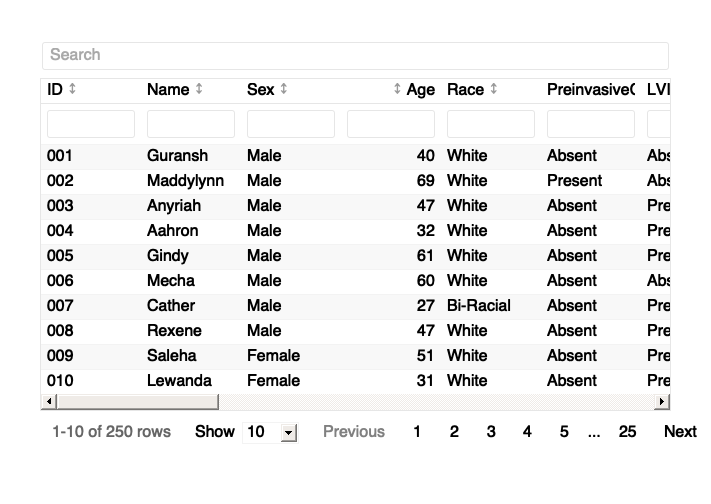 Search
ID Name Sex Age Race PreinvasiveC LVI
001 Guransh Male 40 White Absent Abs
002 Maddylynn Male 69 White Present Abs
003 Anyriah Male 47 White Absent Pre
004 Aahron Male 32 White Absent Pre
005 Gindy Male 61 White Absent Pre
006 Mecha Male 60 White Absent Abs
007 Cather Male 27 Bi-Racial Absent Pre
008 Rexene Male 47 White Absent Pre
009 Saleha Female 51 White Absent Pre
010 Lewanda Female 31 White Absent Pre
1-10 of 250 rows Show 10 Previous 1 2 3 4 5 ... 25 Next